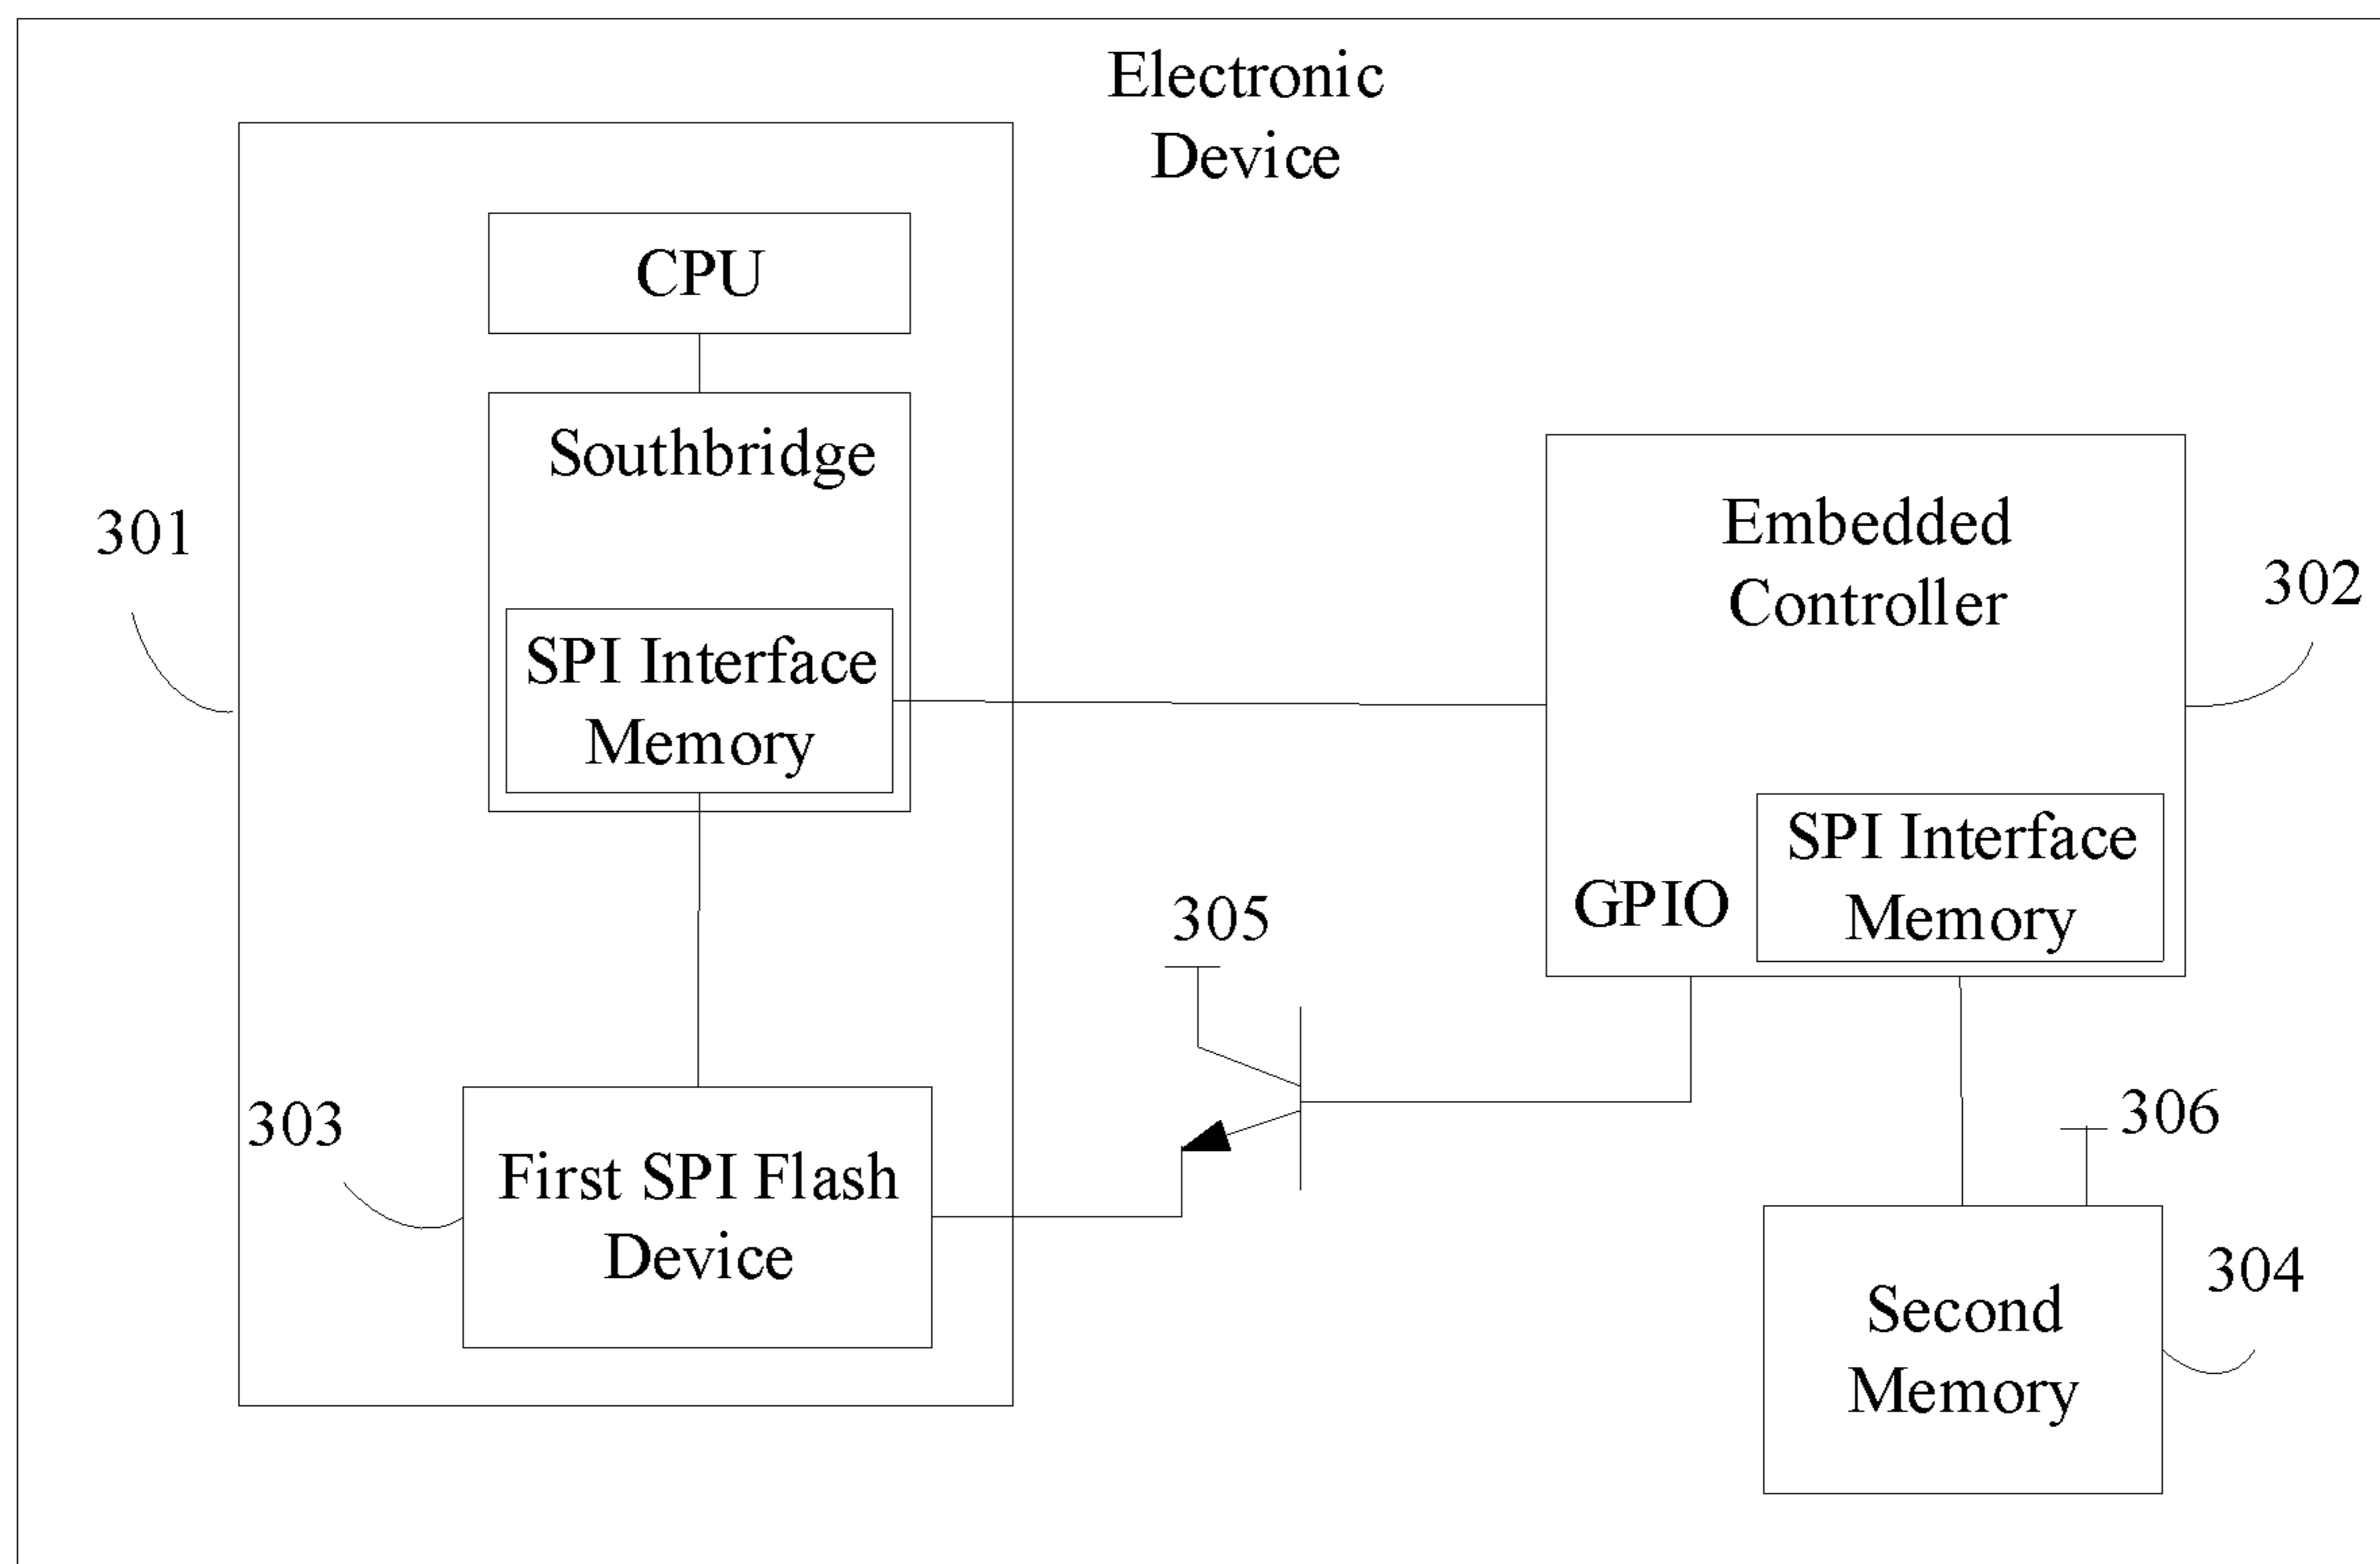 Electronic
Device
CPU
Southbridge
SPI Interface
Memory
301
Embedded
Controller
302
SPI Interface
Memory
GPIO
305
303
First SPI Flash
Device
306
304
Second
Memory